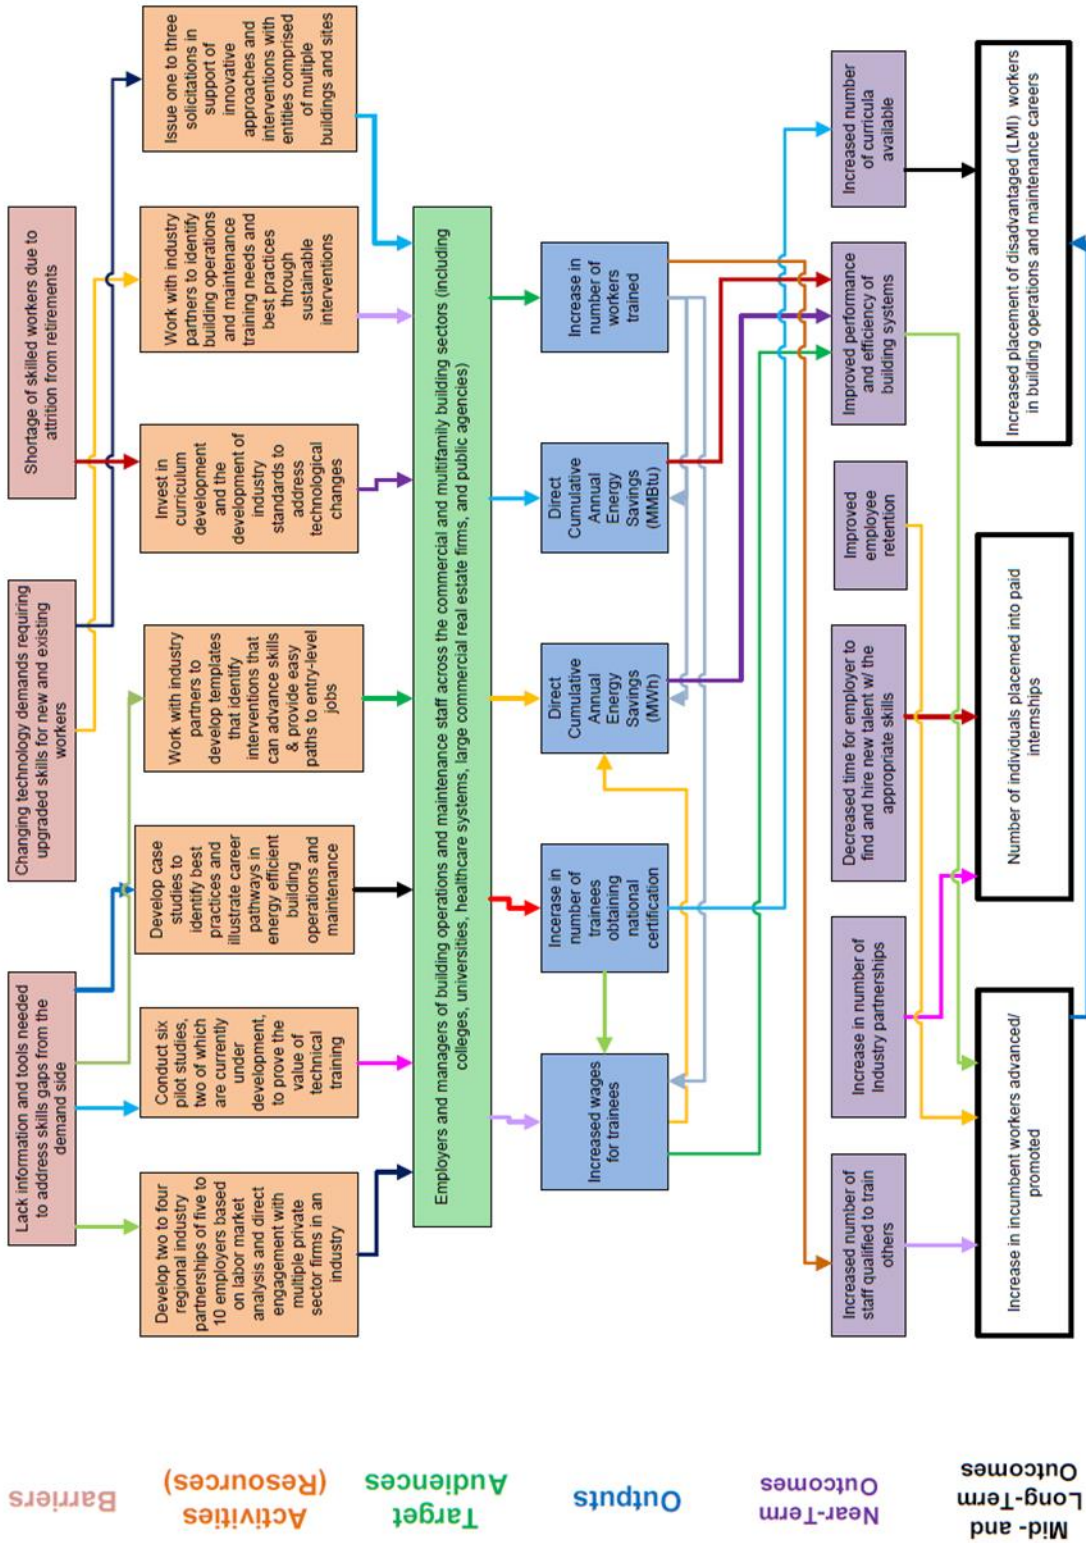 Barriers
Lack information and tools needed
to address skills gaps from the
demand side
Changing technology demands requiring
upgraded skills for new and existing
workers
Shortage of skilled workers due to
attrition from retirements
Activities
(Resources)
Develop two to four
regional industry
partnerships of five to
10 employers based
on labor market
analysis and direct
engagement with
multiple private
sector firms in an
industry
Conduct six
pilot studies,
two of which
are currently
under
development,
to prove the
value of
technical
training
Develop case
studies to
identify best
practices and
illustrate career
pathways in
energy efficient
building
operations and
maintenance
Work with industry
partners to
develop templates
that identify
interventions that
can advance skills
& provide easy
paths to entry-level
jobs
Invest in
curriculum
development
and the
development of
industry
standards to
address
technological
changes
Work with industry
partners to identify
building operations
and maintenance
training needs and
best practices
through
sustainable
interventions
Issue one to three
solicitations in
support of
innovative
approaches and
interventions with
entities comprised
of multiple
buildings and sites
Target
Audiences
Employers and managers of building operations and maintenance staff across the commercial and multifamily building sectors (including
colleges, universities, healthcare systems, large commercial real estate firms, and public agencies)
Outputs
Increased wages
for trainees
Incerase in
number of
trainees
obtaining
national
certification
Direct
Cumulative
Annual
Energy
Savings
(MWh)
Direct
Cumulative
Annual
Energy
Savings
(MMBtu)
Increase in
number of
workers
trained
Near-Term
Outcomes
Increased number of
staff qualified to train
others
Increase in number of
Industry partnerships
Decreased time for employer to
find and hire new talent w/ the
appropriate skills
Improved
employee
retention
Improved performance
and efficiency of
building systems
Increased number
of curricula
available
Mid- and
Long-Term
Outcomes
Increase in incumbent workers advanced/
promoted
Number of individuals placemed into paid
internships
Increased placement of disadvantaged (LMI) workers
in building operations and maintenance careers